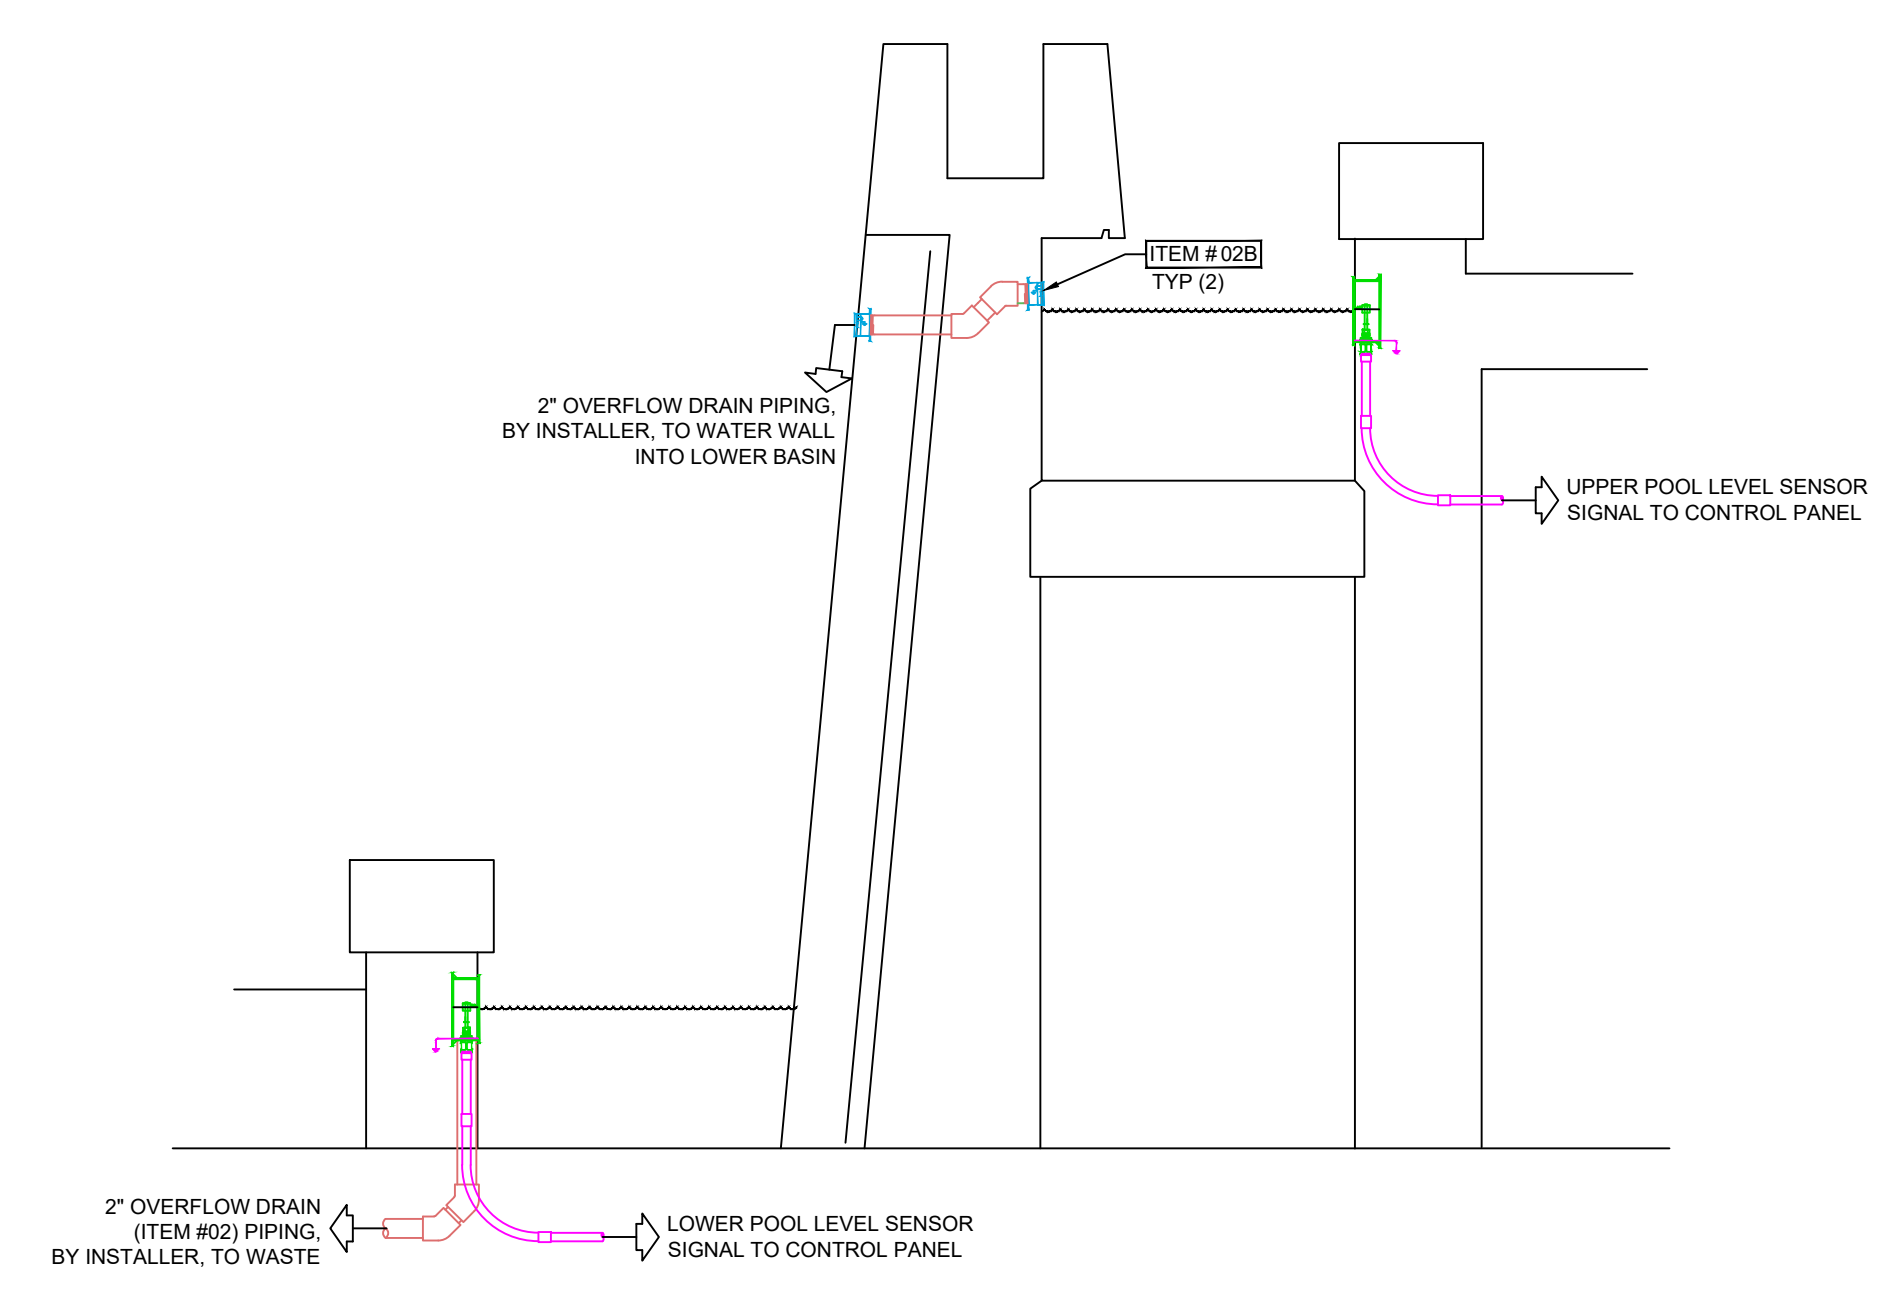 ITEM # 02B
TYP (2)
2" OVERFLOW DRAIN PIPING,
BY INSTALLER, TO WATER WALL
INTO LOWER BASIN
UPPER POOL LEVEL SENSOR
SIGNAL TO CONTROL PANEL
2" OVERFLOW DRAIN
(ITEM #02) PIPING,
BY INSTALLER, TO WASTE
LOWER POOL LEVEL SENSOR
SIGNAL TO CONTROL PANEL